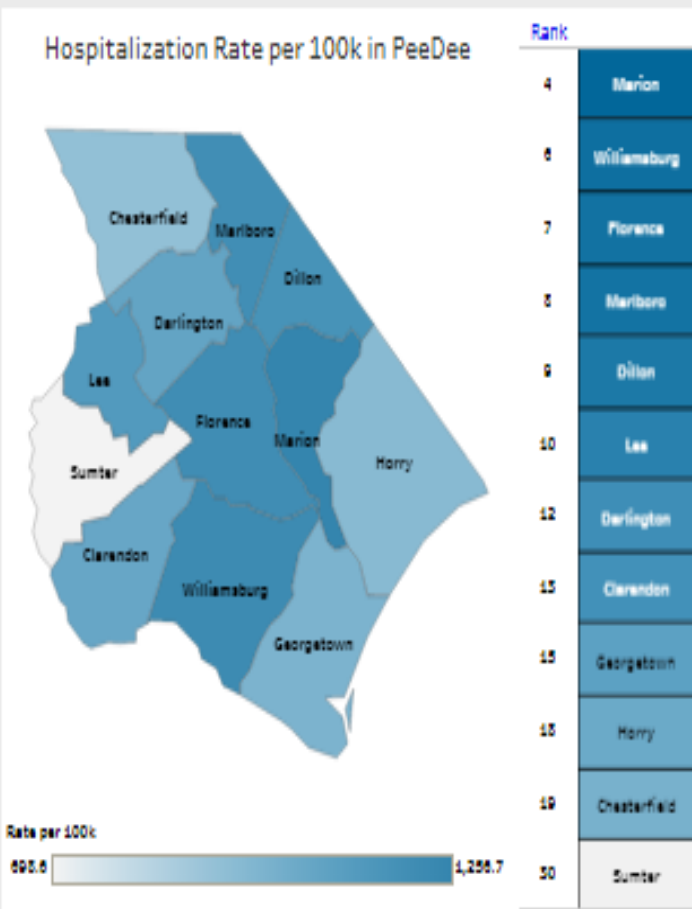 Hospitalization Rate per 100k in PeeDee
Chesterfield
Marlboro
Dillon
Darlington
Lee
Florence
Marion
Horry
Sumter
Clarendon
Williamsburg
Georgetown
Rate per 100k
Rank
4 Marion
6 Williamsburg
7 Florence
8 Marlboro
9 Dillon
10 Lee
12 Darlington
13 Clarendon
15 Georgetown
18 Horry
19 Chesterfield
30 Sumter